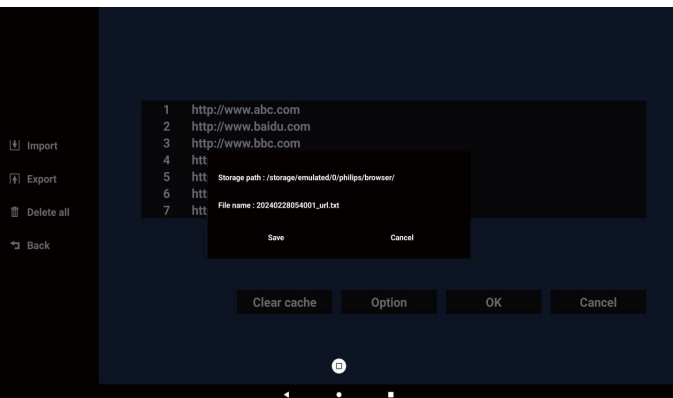 Import
Export
Delete all
Back
1 http://www.abc.com
2 http://www.baidu.com
3 http://www.bbc.com
4 htt
5 htt
6 htt
7 htt
Storage path : /storage/emulated/0/philips/browser/
File name : 20240228054001_url.txt
Save Cancel
Clear cache Option OK Cancel